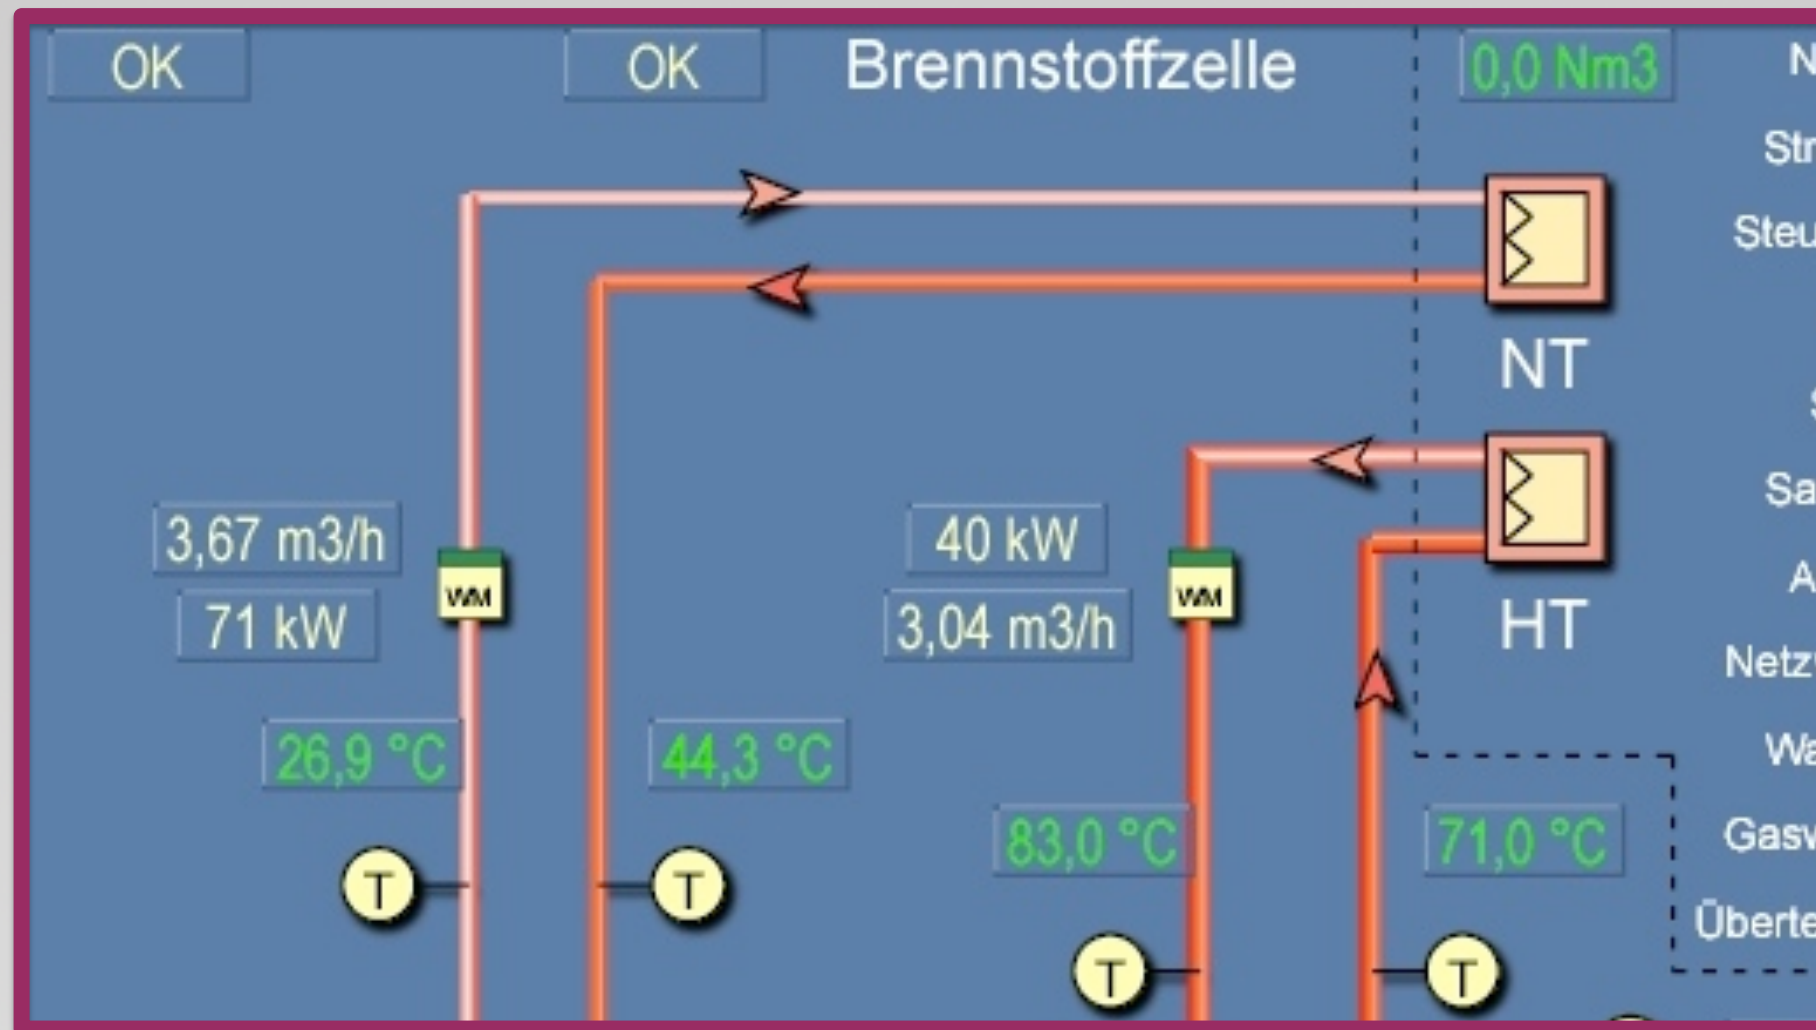 OK
OK
Brennstoffzelle
0,0 Nm3
NT
3,67 m3/h
71 kW
WM
40 kW
3,04 m3/h
WM
HT
26,9 °C
44,3 °C
83,0 °C
71,0 °C
T
T
T
T